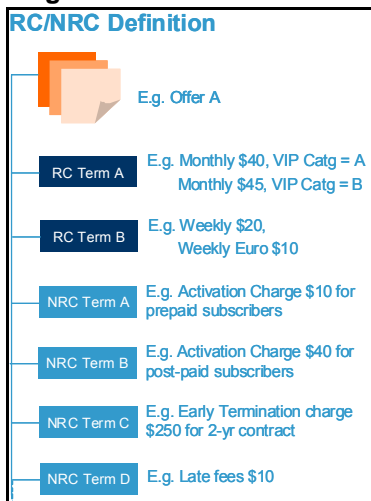 RC/NRC Definition
E.g. Offer A
RC Term A
E.g. Monthly $40, VIP Catg = A
Monthly $45, VIP Catg = B
RC Term B
E.g. Weekly $20,
Weekly Euro $10
NRC Term A
E.g. Activation Charge $10 for
prepaid subscribers
NRC Term B
E.g. Activation Charge $40 for
post-paid subscribers
NRC Term C
E.g. Early Termination charge
$250 for 2-yr contract
NRC Term D
E.g. Late fees $10